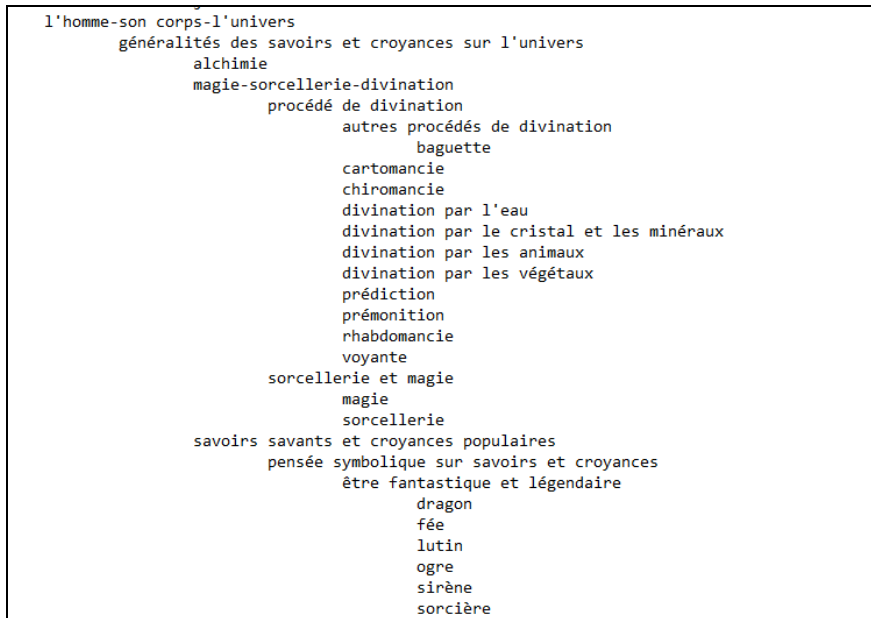 l'homme-son corps-l'univers
généralités des savoirs et croyances sur l'univers
alchimie
magie-sorcellerie-divination
procédé de divination
autres procédés de divination
baguette
cartomancie
chiromancie
divination par l'eau
divination par le cristal et les minéraux
divination par les animaux
divination par les végétaux
prédiction
prémonition
rhabdomancie
voyante
sorcellerie et magie
magie
sorcellerie
savoirs savants et croyances populaires
pensée symbolique sur savoirs et croyances
être fantastique et légendaire
dragon
fée
lutin
ogre
sirène
sorcière